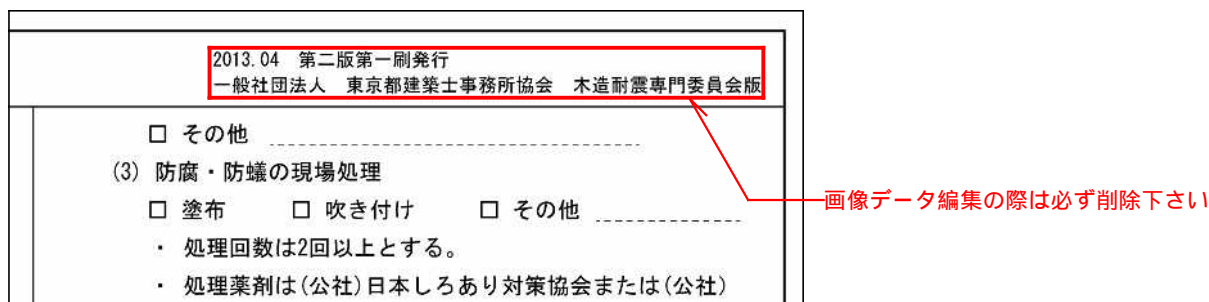 2013.04 第二版第一刷発行
一般社団法人 東京都建築士事務所協会 木造耐震専門委員会版
□ その他
(3) 防腐・防蟻の現場処理
□ 塗布 □ 吹き付け □ その他
画像データ編集の際は必ず削除下さい
・ 処理回数は2回以上とする。
・ 処理薬剤は(公社)日本しろあり対策協会または(公社)